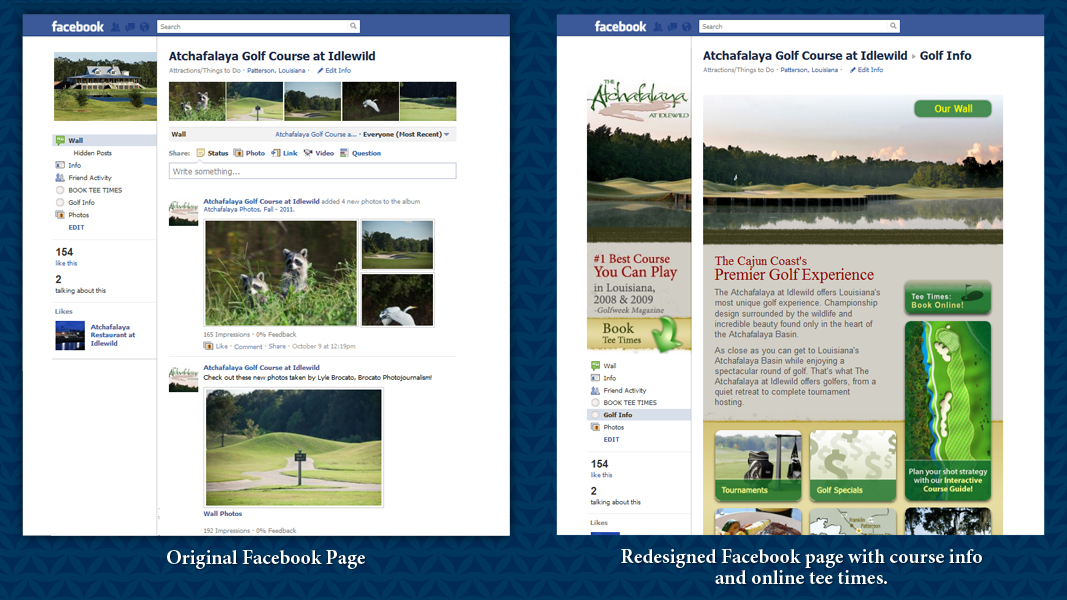 facebook
Search
Atchafalaya Golf Course at Idlewild
Attractions/Things to Do · Patterson, Louisiana · Edit Info
Wall
Hidden Posts
Info
Friend Activity
BOOK TEE TIMES
Golf Info
Photos
EDIT
154
like this
2
talking about this
Likes
Atchafalaya
Restaurant at
Idlewild
Wall Atchafalaya Golf Course a... · Everyone (Most Recent)
Share: Status Photo Link Video Question
Write something...
Atchafalaya Golf Course at Idlewild added 4 new photos to the album
Atchafalaya Photos, Fall - 2011.
165 Impressions · 0% Feedback
Like · Comment · Share · October 9 at 12:19pm
Atchafalaya Golf Course at Idlewild
Check out these new photos taken by Lyle Brocato, Brocato Photojournalism!
Wall Photos
192 Impressions · 0% Feedback
Original Facebook Page
facebook
Search
Atchafalaya Golf Course at Idlewild ▸ Golf Info
Attractions/Things to Do · Patterson, Louisiana · Edit Info
THE
Atchafalaya
AT IDLEWILD
#1 Best Course
You Can Play
in Louisiana,
2008 & 2009
-Golfweek Magazine
Book
Tee Times
Wall
Info
Friend Activity
BOOK TEE TIMES
Golf Info
Photos
EDIT
154
like this
2
talking about this
Likes
Our Wall
The Cajun Coast's
Premier Golf Experience
The Atchafalaya at Idlewild offers Louisiana's
most unique golf experience. Championship
design surrounded by the wildlife and
incredible beauty found only in the heart of
the Atchafalaya Basin.
As close as you can get to Louisiana's
Atchafalaya Basin while enjoying a
spectacular round of golf. That's what The
Atchafalaya at Idlewild offers golfers, from a
quiet retreat to complete tournament
hosting.
Tee Times:
Book Online!
Plan your shot strategy
with our Interactive
Course Guide!
Tournaments
Golf Specials
Franklin
Patterson
Redesigned Facebook page with course info
and online tee times.